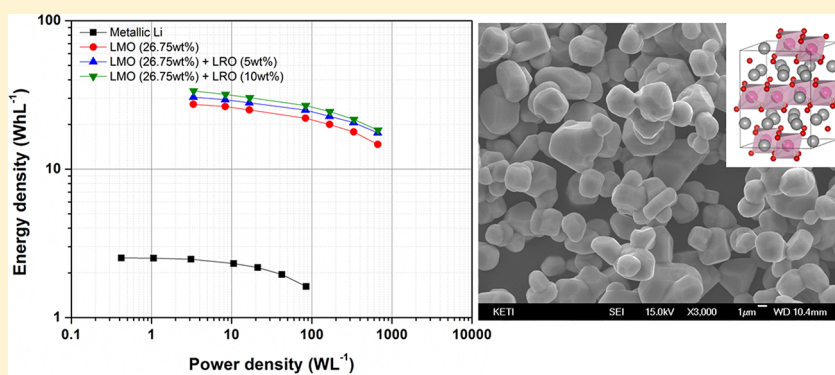 Metallic Li
LMO (26.75wt%)
LMO (26.75wt%) + LRO (5wt%)
LMO (26.75wt%) + LRO (10wt%)
100
10
1
Energy density (WhL⁻¹)
0.1 1 10 100 1000 10000
Power density (WL⁻¹)
KETI SEI 15.0kV X3,000 1μm WD 10.4mm